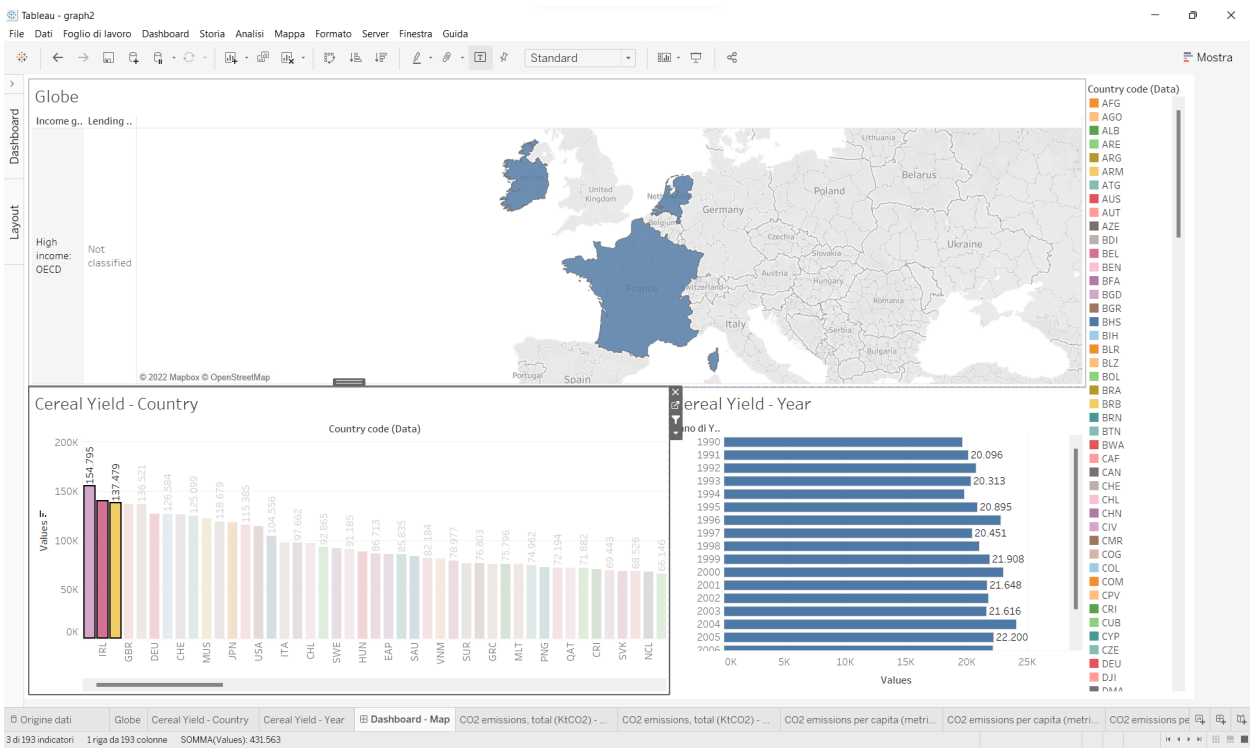 Tableau - graph2
File Dati Foglio di lavoro Dashboard Storia Analisi Mappa Formato Server Finestra Guida
Standard
Mostra
Dashboard
Layout
Globe
Income g.. Lending ..
High income: OECD
Not classified
Lithuania
Belarus
United Kingdom
Poland
Germany
Belgium
Czechia
Ukraine
Slovakia
France
Austria
Hungary
Romania
Italy
Serbia
Bulgaria
Portugal
Spain
© 2022 Mapbox © OpenStreetMap
Country code (Data)
AFG
AGO
ALB
ARE
ARG
ARM
ATG
AUS
AUT
AZE
BDI
BEL
BEN
BFA
BGD
BGR
BHS
BIH
BLR
BLZ
BOL
BRA
BRB
BRN
BTN
BWA
CAF
CAN
CHE
CHL
CHN
CIV
CMR
COG
COL
COM
CPV
CRI
CUB
CYP
CZE
DEU
DJI
DMA
Cereal Yield - Country
Country code (Data)
Values
200K
150K
100K
50K
0K
154.795
137.479
136.521
126.584
125.099
118.679
115.385
104.556
97.662
92.865
91.185
86.713
85.835
82.184
78.977
76.803
75.796
74.962
72.194
71.882
69.443
68.526
66.146
IRL GBR DEU CHE MUS JPN USA ITA CHL SWE HUN EAP SAU VNM SUR GRC MLT PNG QAT CRI SVK NCL
ereal Yield - Year
no di Y..
1990
1991 20.096
1992
1993 20.313
1994
1995 20.895
1996
1997 20.451
1998
1999 21.908
2000
2001 21.648
2002
2003 21.616
2004
2005 22.200
2006
0K 5K 10K 15K 20K 25K
Values
Origine dati Globe Cereal Yield - Country Cereal Yield - Year Dashboard - Map CO2 emissions, total (KtCO2) - ... CO2 emissions, total (KtCO2) - ... CO2 emissions per capita (metri... CO2 emissions per capita (metri... CO2 emissions pe
3 di 193 indicatori 1 riga da 193 colonne SOMMA(Values): 431.563